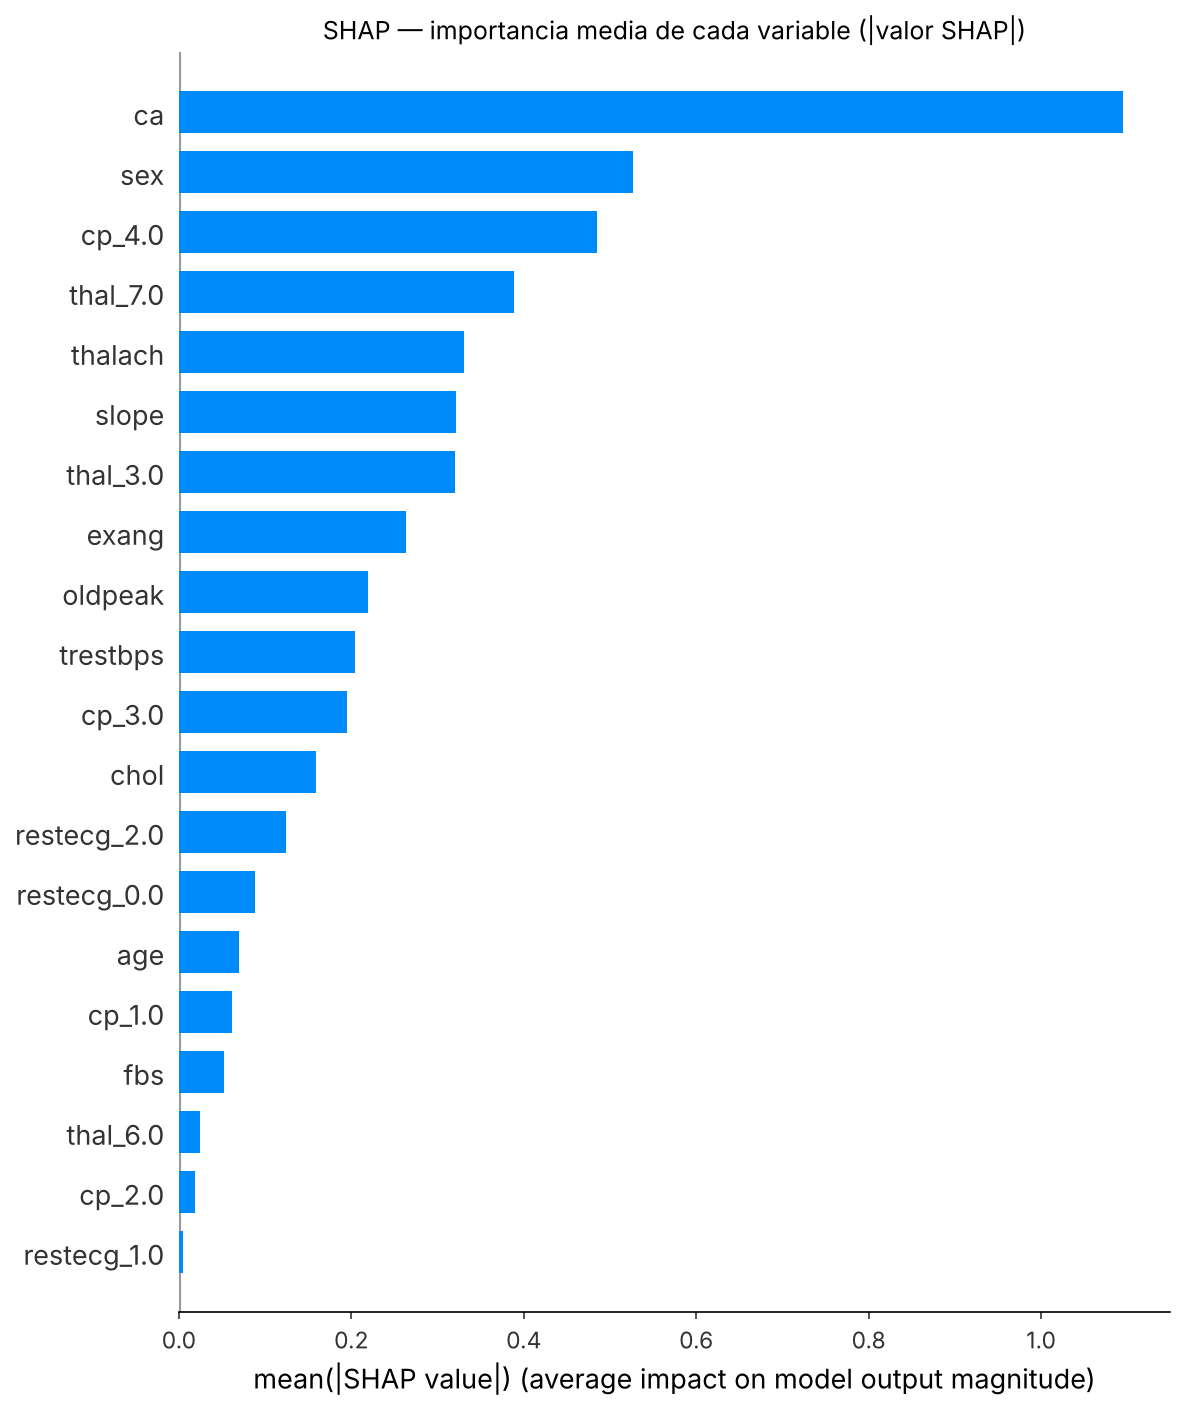 SHAP — importancia media de cada variable (|valor SHAP|)
ca
sex
cp_4.0
thal_7.0
thalach
slope
thal_3.0
exang
oldpeak
trestbps
cp_3.0
chol
restecg_2.0
restecg_0.0
age
cp_1.0
fbs
thal_6.0
cp_2.0
restecg_1.0
0.0 0.2 0.4 0.6 0.8 1.0
mean(|SHAP value|) (average impact on model output magnitude)